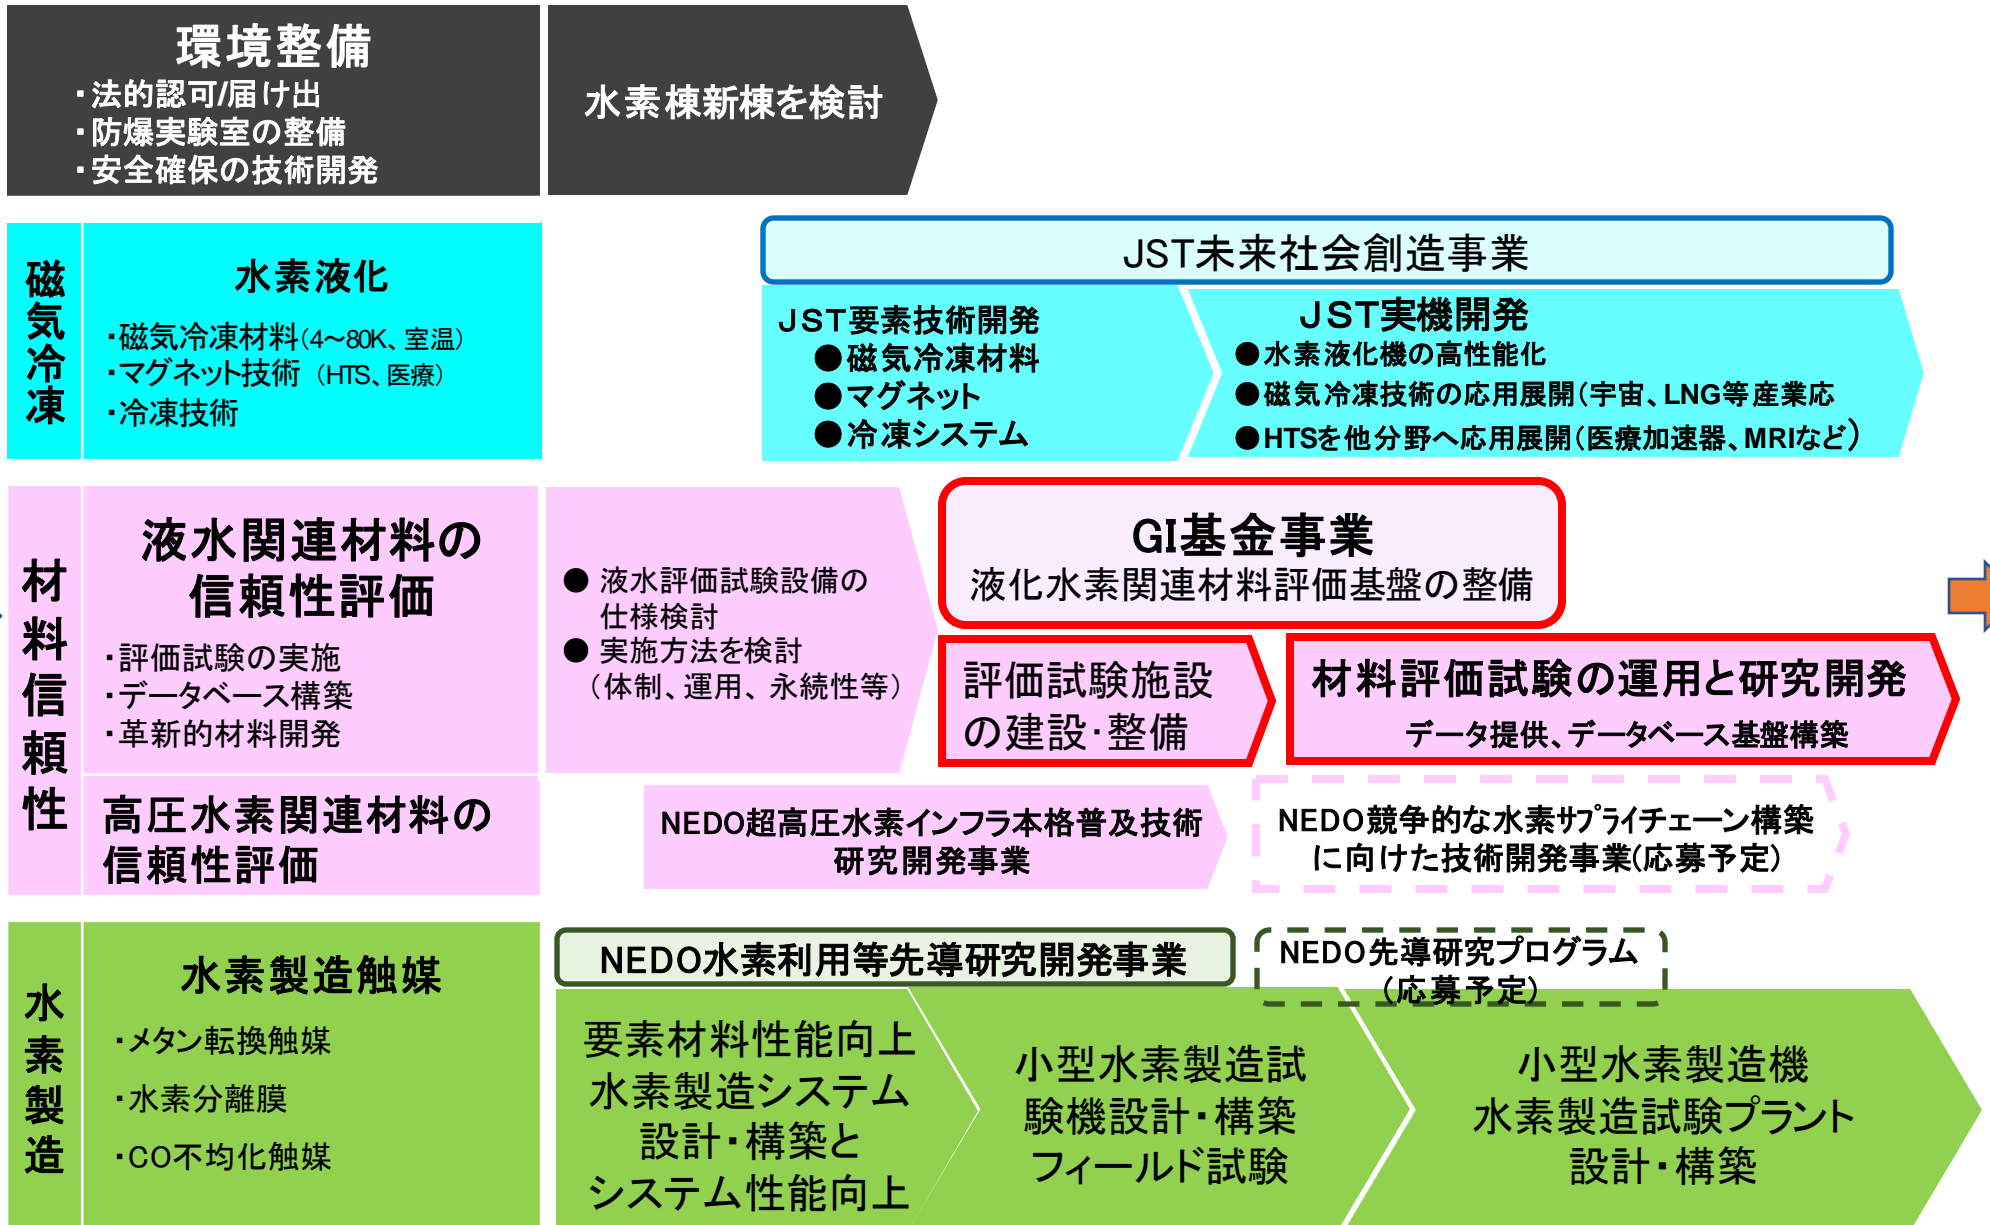 環境整備
・法的認可/届け出
・防爆実験室の整備
・安全確保の技術開発
水素棟新棟を検討
磁気冷凍
水素液化
・磁気冷凍材料（4～80K、室温）
・マグネット技術（HTS、医療）
・冷凍技術
JST未来社会創造事業
ＪＳＴ要素技術開発
●磁気冷凍材料
●マグネット
●冷凍システム
ＪＳＴ実機開発
●水素液化機の高性能化
●磁気冷凍技術の応用展開（宇宙、LNG等産業応
●HTSを他分野へ応用展開（医療加速器、MRIなど）
材料信頼性
液水関連材料の
信頼性評価
・評価試験の実施
・データベース構築
・革新的材料開発
● 液水評価試験設備の
仕様検討
● 実施方法を検討
（体制、運用、永続性等）
GI基金事業
液化水素関連材料評価基盤の整備
評価試験施設
の建設・整備
材料評価試験の運用と研究開発
データ提供、データベース基盤構築
高圧水素関連材料の
信頼性評価
NEDO超高圧水素インフラ本格普及技術
研究開発事業
NEDO競争的な水素サプライチェーン構築
に向けた技術開発事業(応募予定)
水素製造
水素製造触媒
・メタン転換触媒
・水素分離膜
・CO不均化触媒
NEDO水素利用等先導研究開発事業
NEDO先導研究プログラム
(応募予定)
要素材料性能向上
水素製造システム
設計・構築と
システム性能向上
小型水素製造試
験機設計・構築
フィールド試験
小型水素製造機
水素製造試験プラント
設計・構築